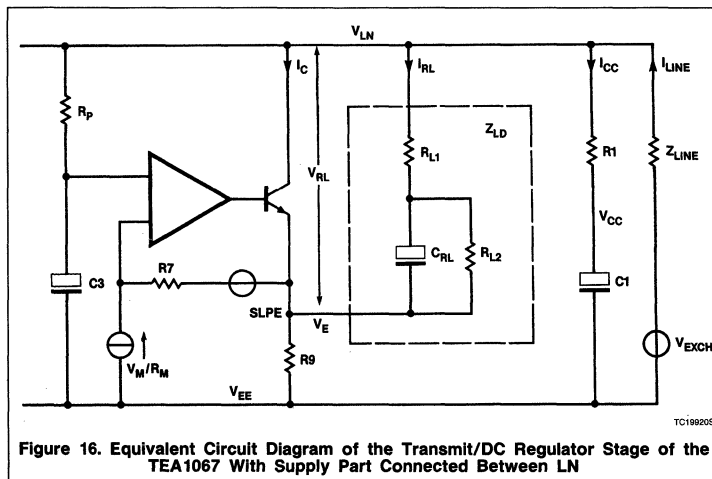 V_LN
I_C
I_RL
I_CC
I_LINE
Z_LD
R_P
R_L1
R1
Z_LINE
V_RL
V_CC
C_RL
R_L2
C3
R7
C1
SLPE
V_E
V_M/R_M
R9
V_EXCH
V_EE
TC19920S
Figure 16. Equivalent Circuit Diagram of the Transmit/DC Regulator Stage of the
TEA1067 With Supply Part Connected Between LN